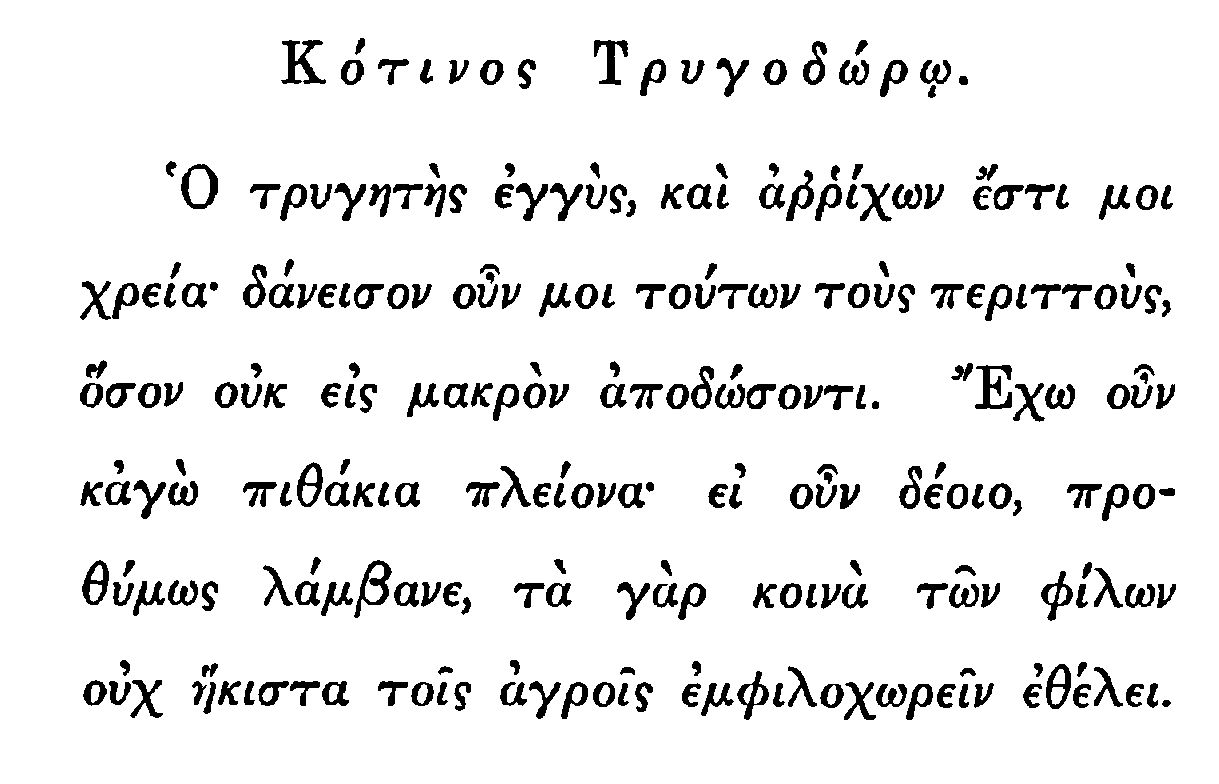 Κότινος Τρυγοδώρῳ.
Ὁ τρυγητὴς ἐγγὺς, καὶ ἀῤῥίχων ἔστι μοι
χρεία· δάνεισον οὖν μοι τούτων τοὺς περιττοὺς,
ὅσον οὐκ εἰς μακρὸν ἀποδώσοντι. Ἔχω οὖν
κἀγὼ πιθάκια πλείονα· εἰ οὖν δέοιο, προ-
θύμως λάμβανε, τὰ γὰρ κοινὰ τῶν φίλων
οὐχ ἥκιστα τοῖς ἀγροῖς ἐμφιλοχωρεῖν ἐθέλει.